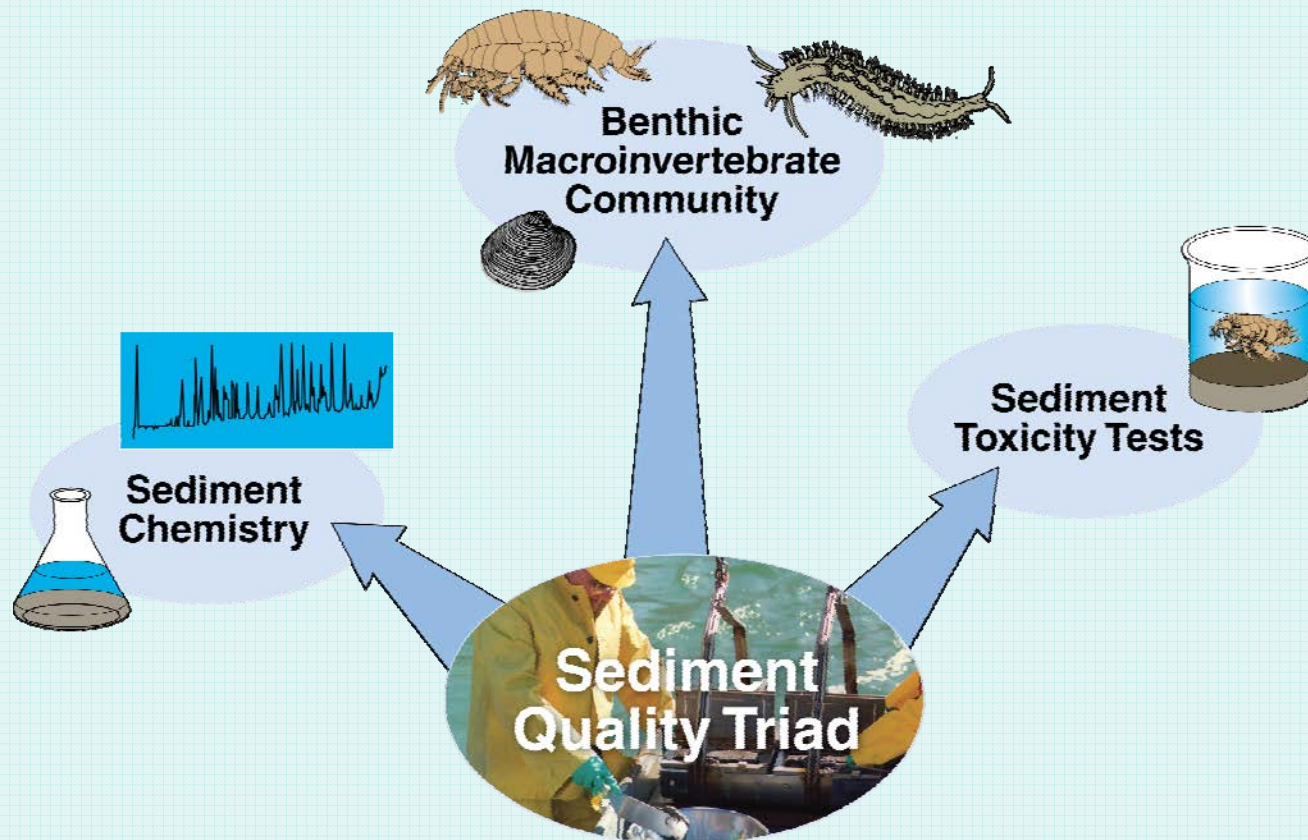 Benthic
Macroinvertebrate
Community
Sediment
Toxicity Tests
Sediment
Chemistry
Sediment
Quality Triad